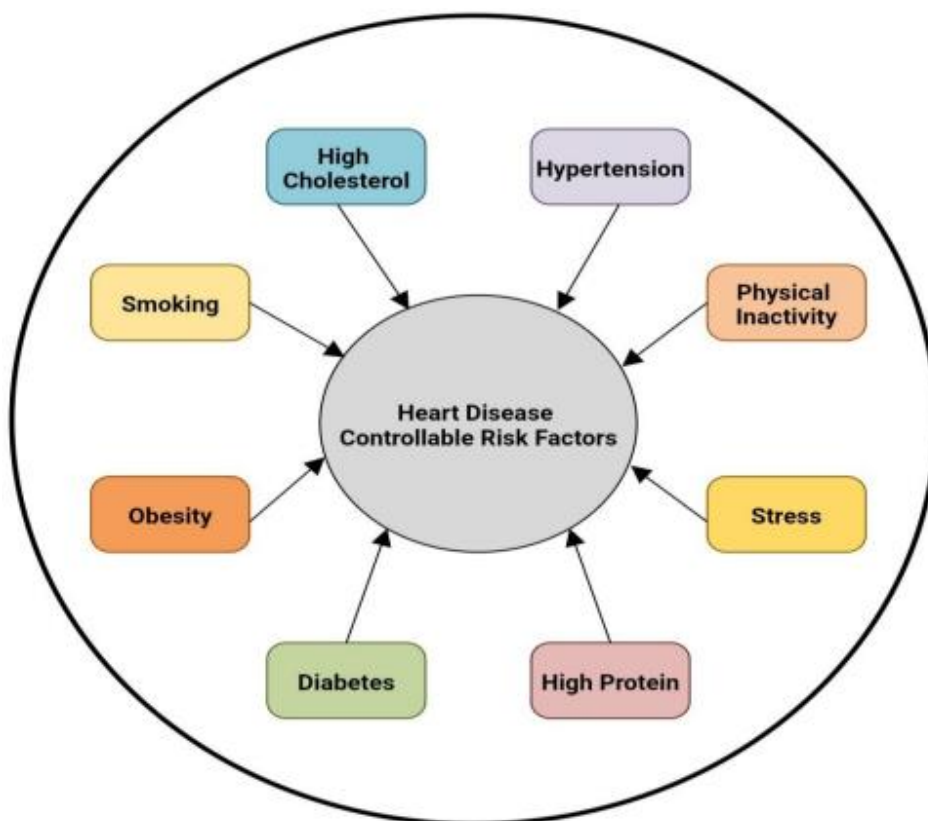 High
Cholesterol
Hypertension
Smoking
Physical
Inactivity
Heart Disease
Controllable Risk Factors
Obesity
Stress
Diabetes
High Protein